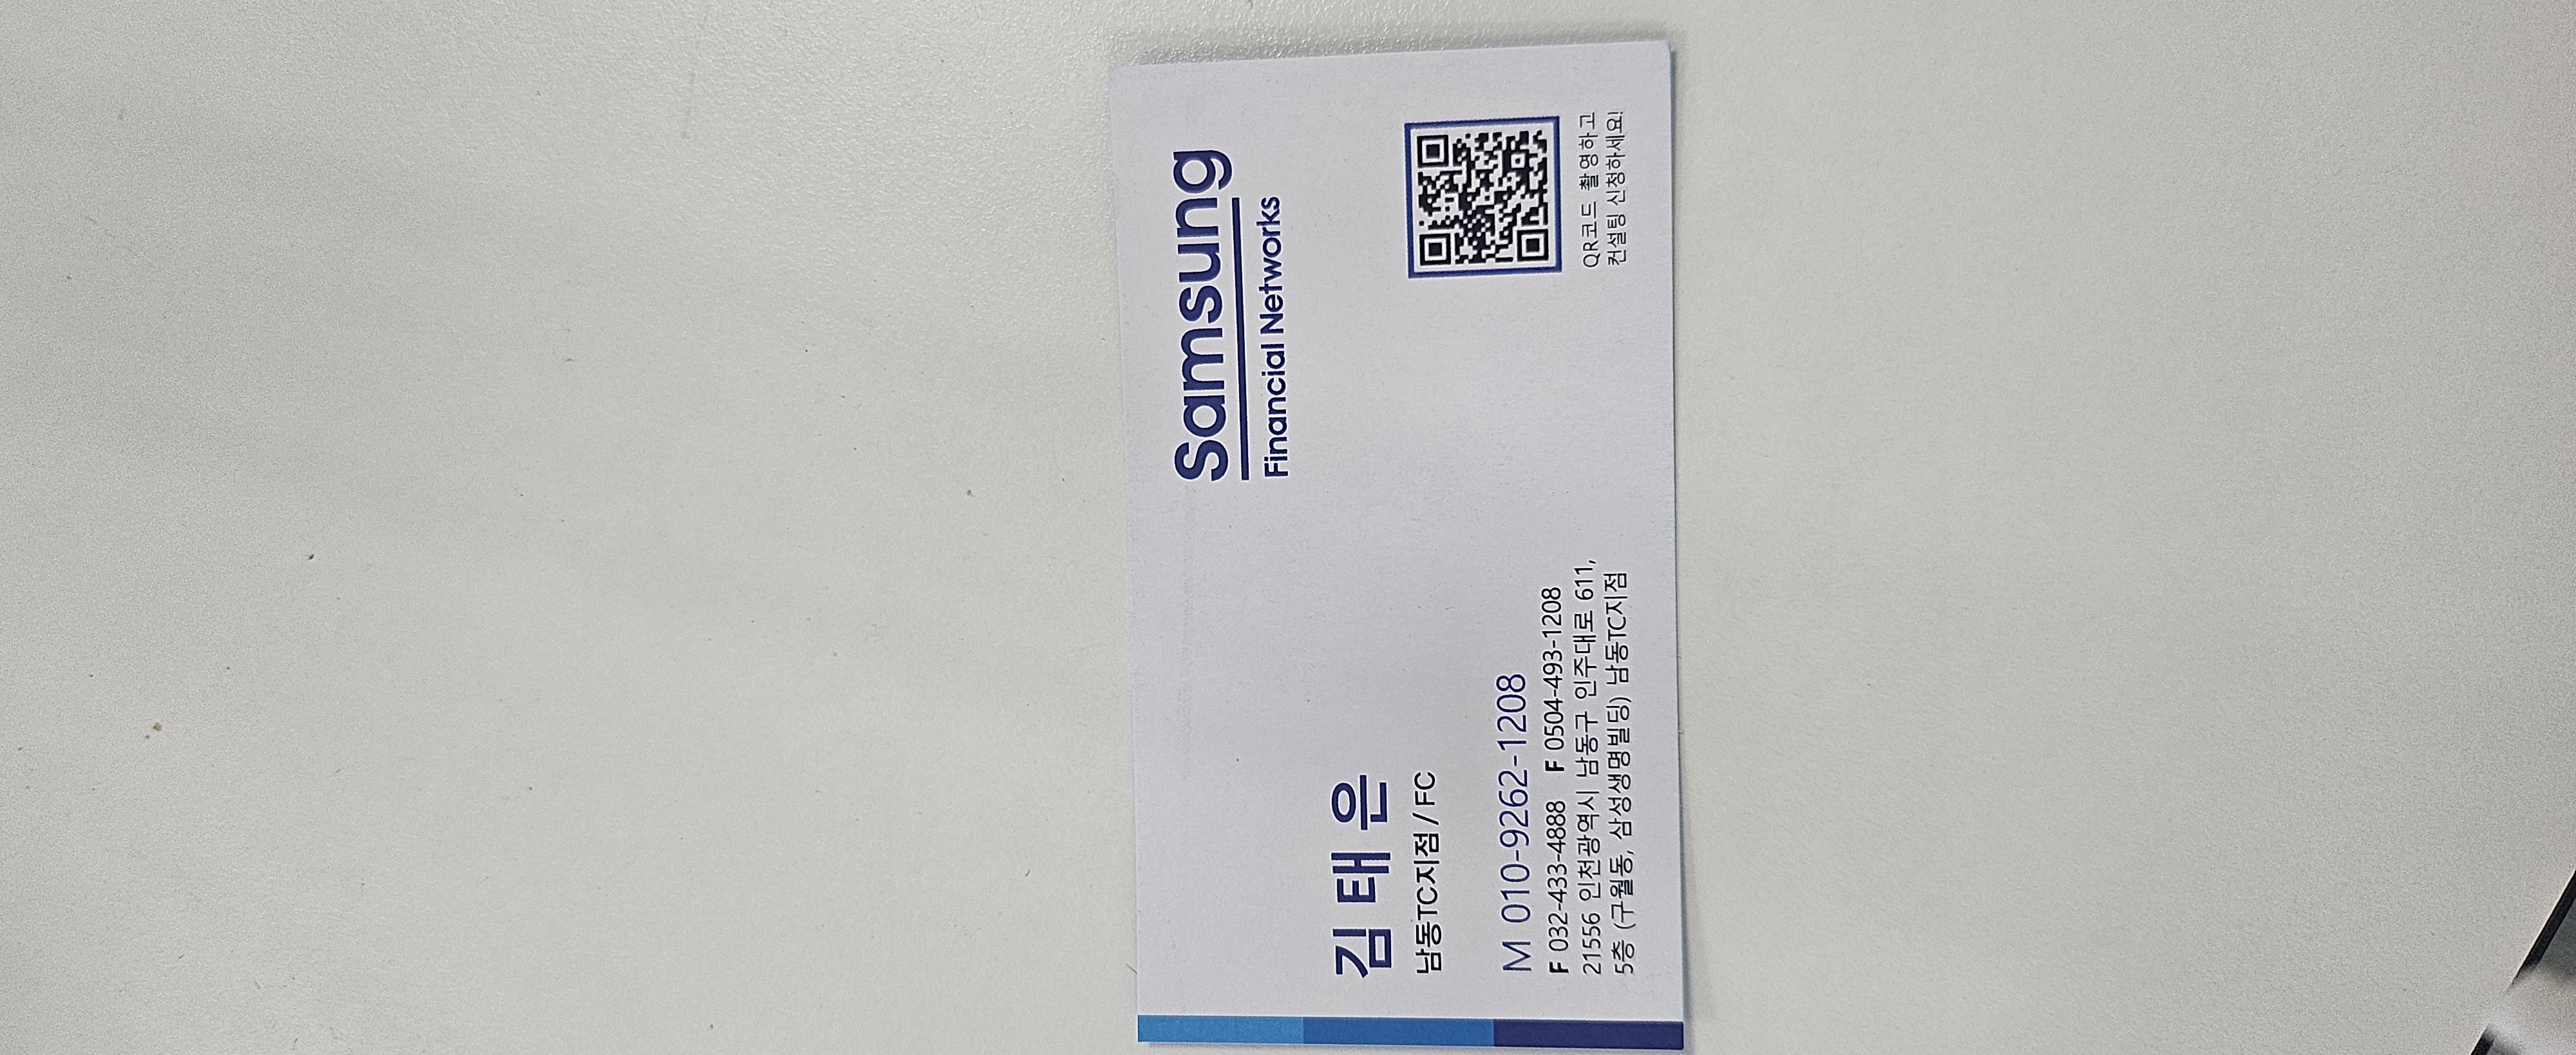 Samsung
Financial Networks
김태은
남동TC지점 / FC
M 010-9262-1208
F 032-433-4888 F 0504-493-1208
21556 인천광역시 남동구 인주대로 611,
5층 (구월동, 삼성생명빌딩) 남동TC지점
QR코드 촬영하고
컨설팅 신청하세요!